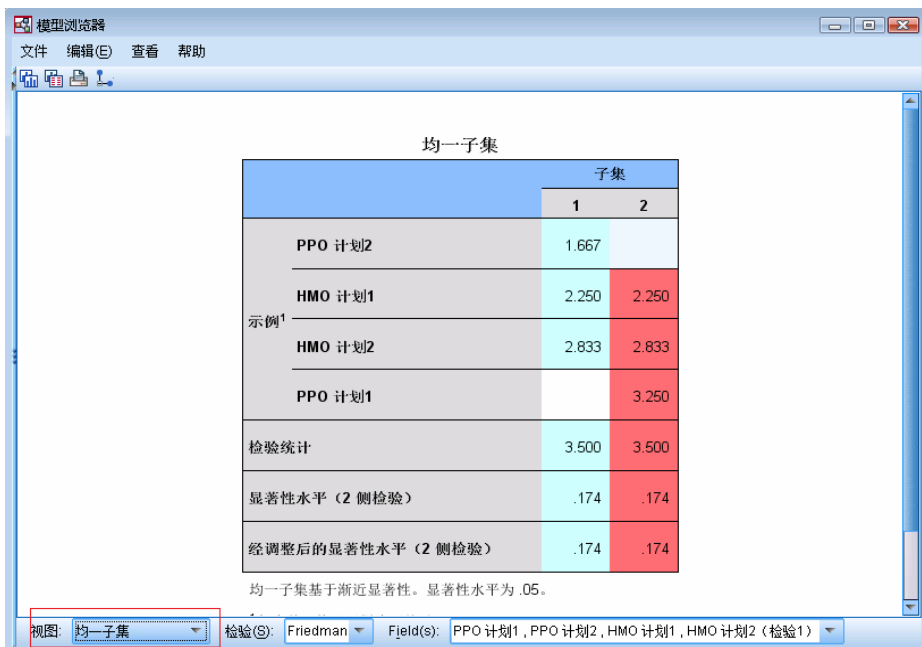 模型浏览器
文件 编辑(E) 查看 帮助
均一子集
子集
1 2
PPO 计划2 1.667
HMO 计划1 2.250 2.250
示例1
HMO 计划2 2.833 2.833
PPO 计划1 3.250
检验统计 3.500 3.500
显著性水平（2 侧检验） .174 .174
经调整后的显著性水平（2 侧检验） .174 .174
均一子集基于渐近显著性。显著性水平为 .05。
视图: 均一子集 检验(S): Friedman Field(s): PPO 计划1 , PPO 计划2 , HMO 计划1 , HMO 计划2（检验1）